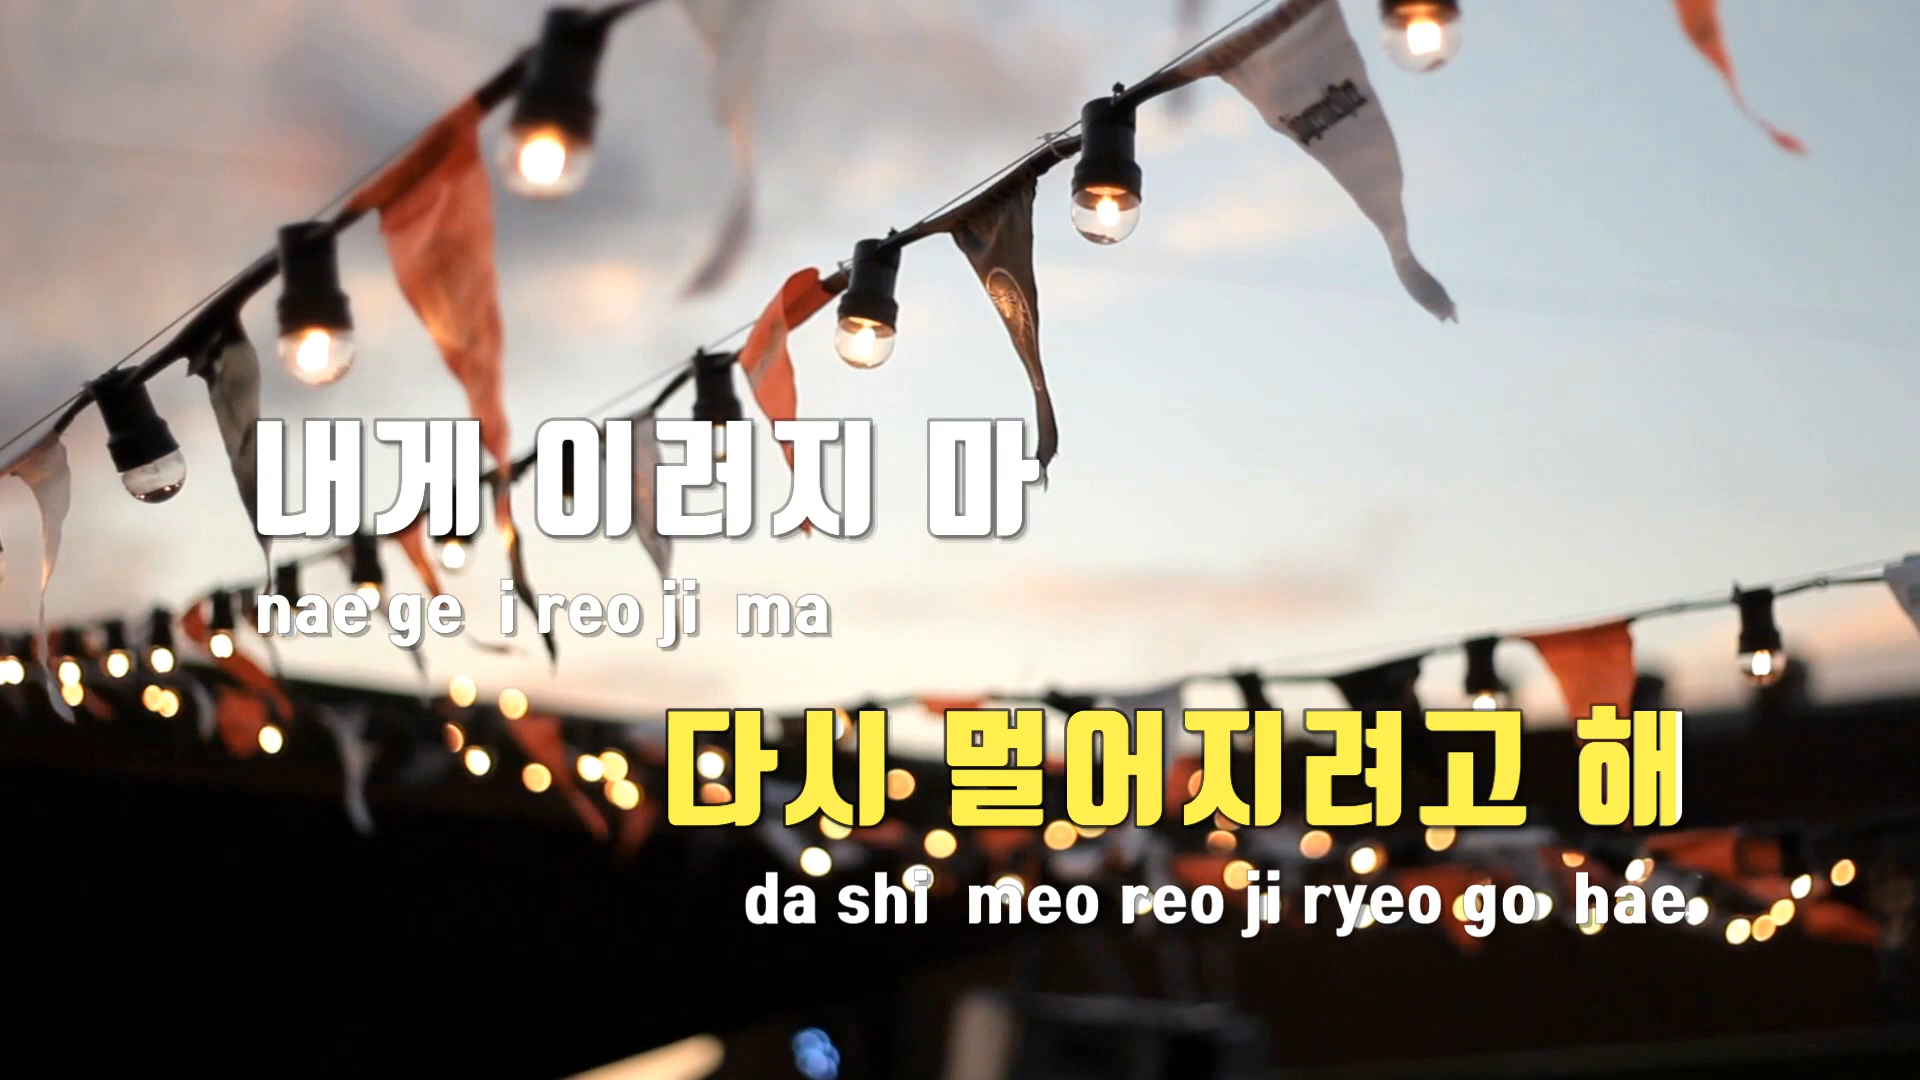 내게 이러지 마
nae ge i reo ji ma
다시 멀어지려고 해
da shi meo reo ji ryeo go hae